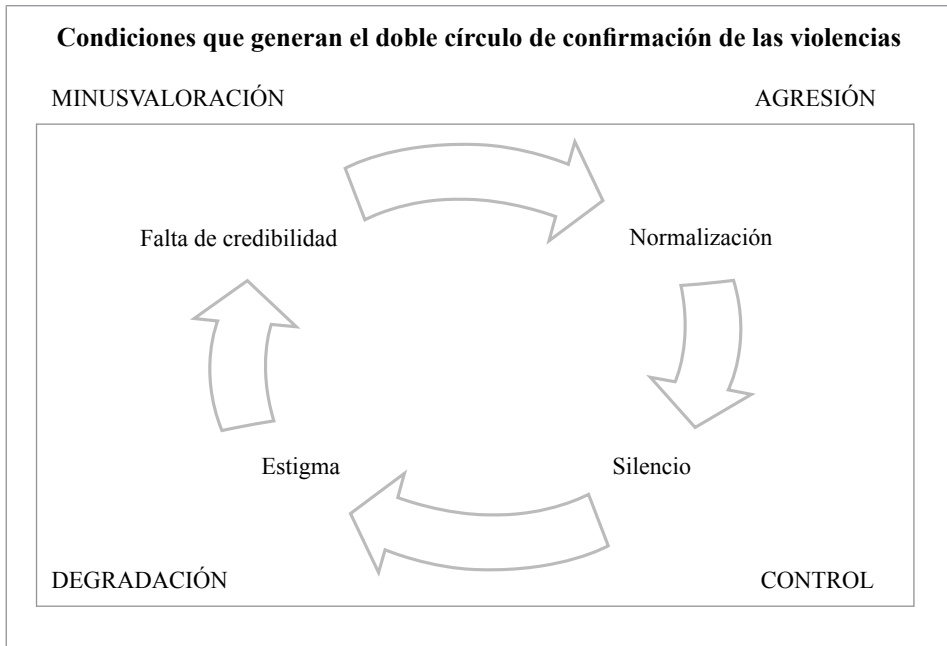 Condiciones que generan el doble círculo de confirmación de las violencias
MINUSVALORACIÓN
AGRESIÓN
Falta de credibilidad
Normalización
Estigma
Silencio
DEGRADACIÓN
CONTROL